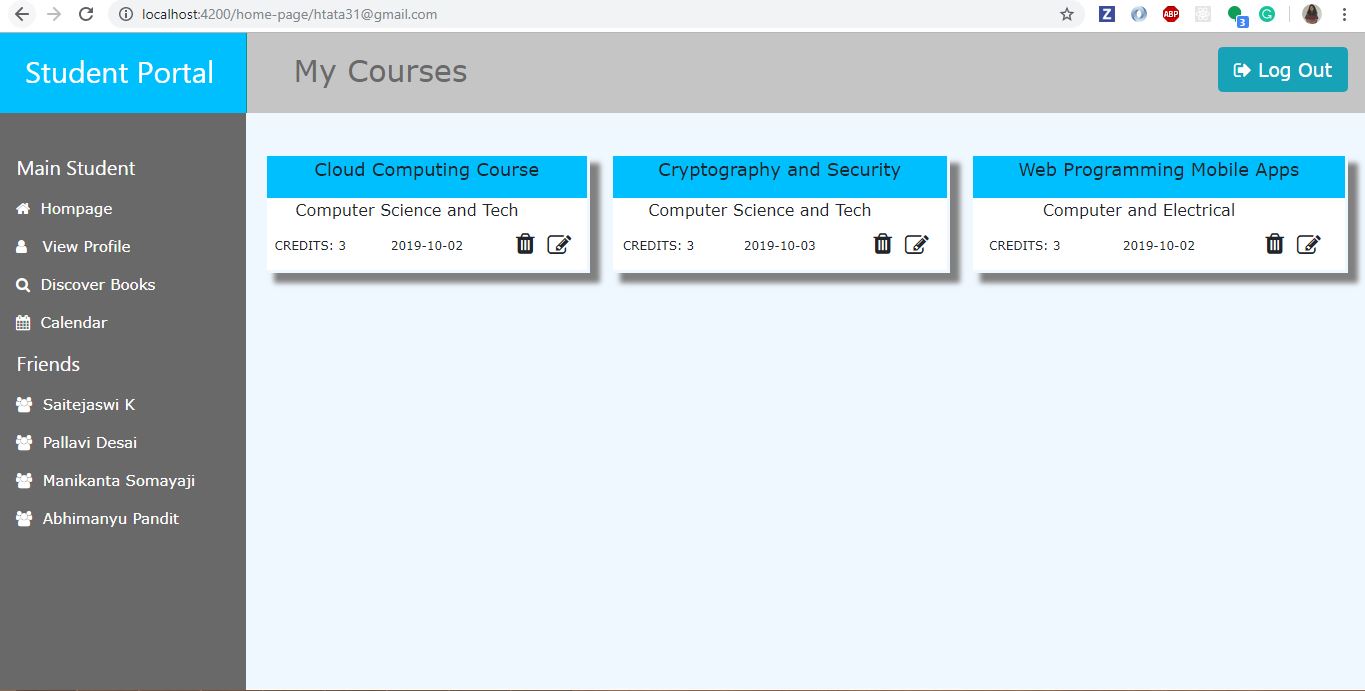 localhost:4200/home-page/htata31@gmail.com
Z
ABP
3
G
Student Portal
My Courses
Log Out
Main Student
Hompage
View Profile
Discover Books
Calendar
Friends
Saitejaswi K
Pallavi Desai
Manikanta Somayaji
Abhimanyu Pandit
Cloud Computing Course
Computer Science and Tech
CREDITS: 3 2019-10-02
Cryptography and Security
Computer Science and Tech
CREDITS: 3 2019-10-03
Web Programming Mobile Apps
Computer and Electrical
CREDITS: 3 2019-10-02